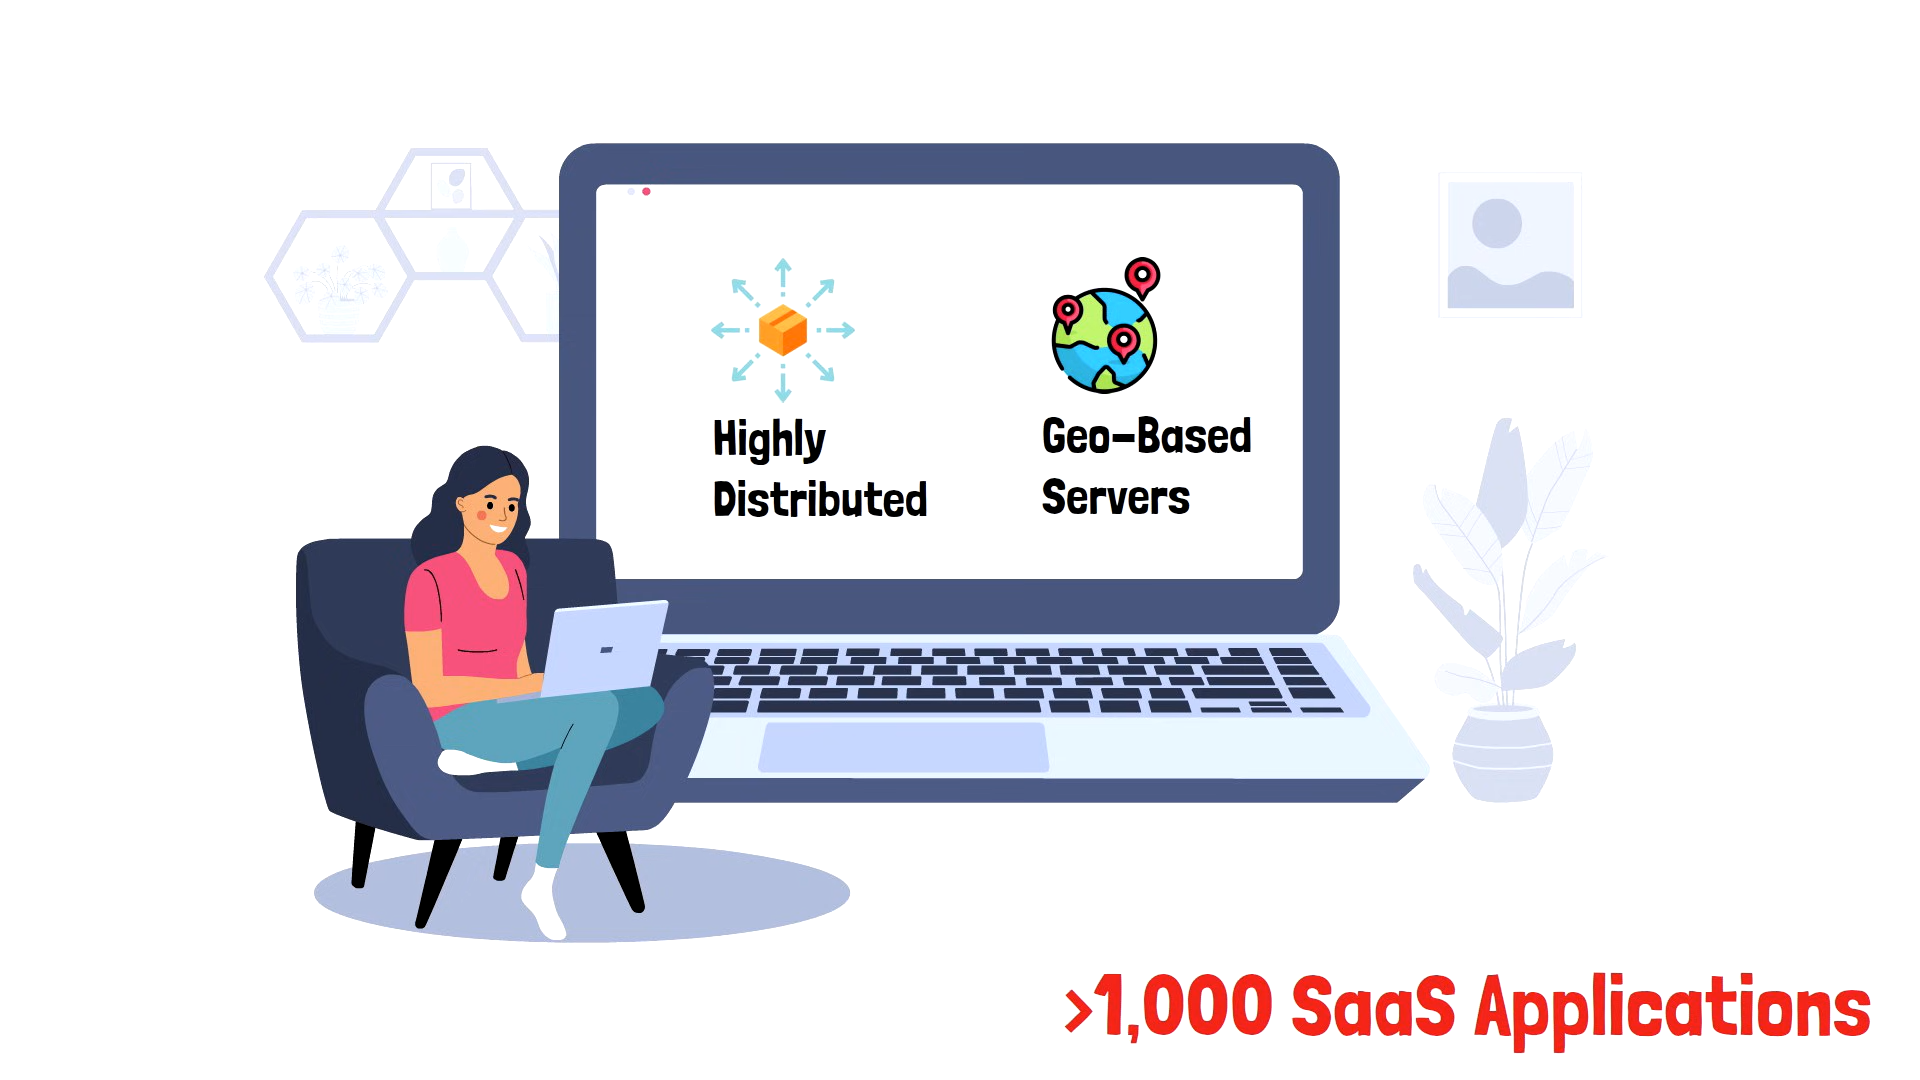 Highly
Distributed
Geo-Based
Servers
>1,000 SaaS Applications